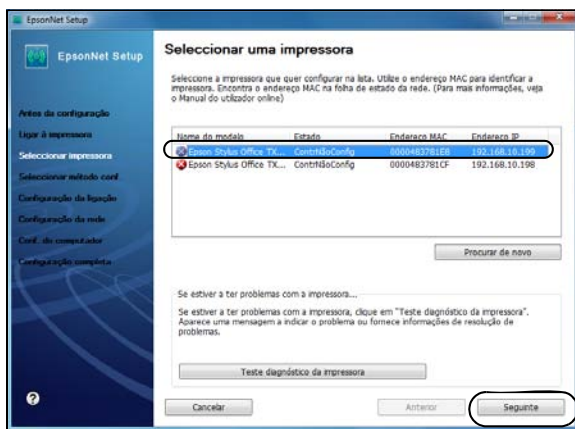 EpsonNet Setup
EpsonNet Setup
Antes da configuração
Ligar à impressora
Seleccionar impressora
Seleccionar método conf.
Configuração da ligação
Configuração da rede
Conf. do computador
Configuração completa
Seleccionar uma impressora
Seleccione a impressora que quer configurar na lista. Utilize o endereço MAC para identificar a
impressora. Encontra o endereço MAC na folha de estado da rede. (Para mais informações, veja
o Manual do utilizador online)
Nome do modelo Estado Endereço MAC Endereço IP
Epson Stylus Office TX... ContrNãoConfig 0000483781E8 192.168.10.199
Epson Stylus Office TX... ContrNãoConfig 0000483781CF 192.168.10.198
Procurar de novo
Se estiver a ter problemas com a impressora...
Se estiver a ter problemas com a impressora, clique em "Teste diagnóstico da impressora".
Aparece uma mensagem a indicar o problema ou fornece informações de resolução de
problemas.
Teste diagnóstico da impressora
?
Cancelar Anterior Seguinte